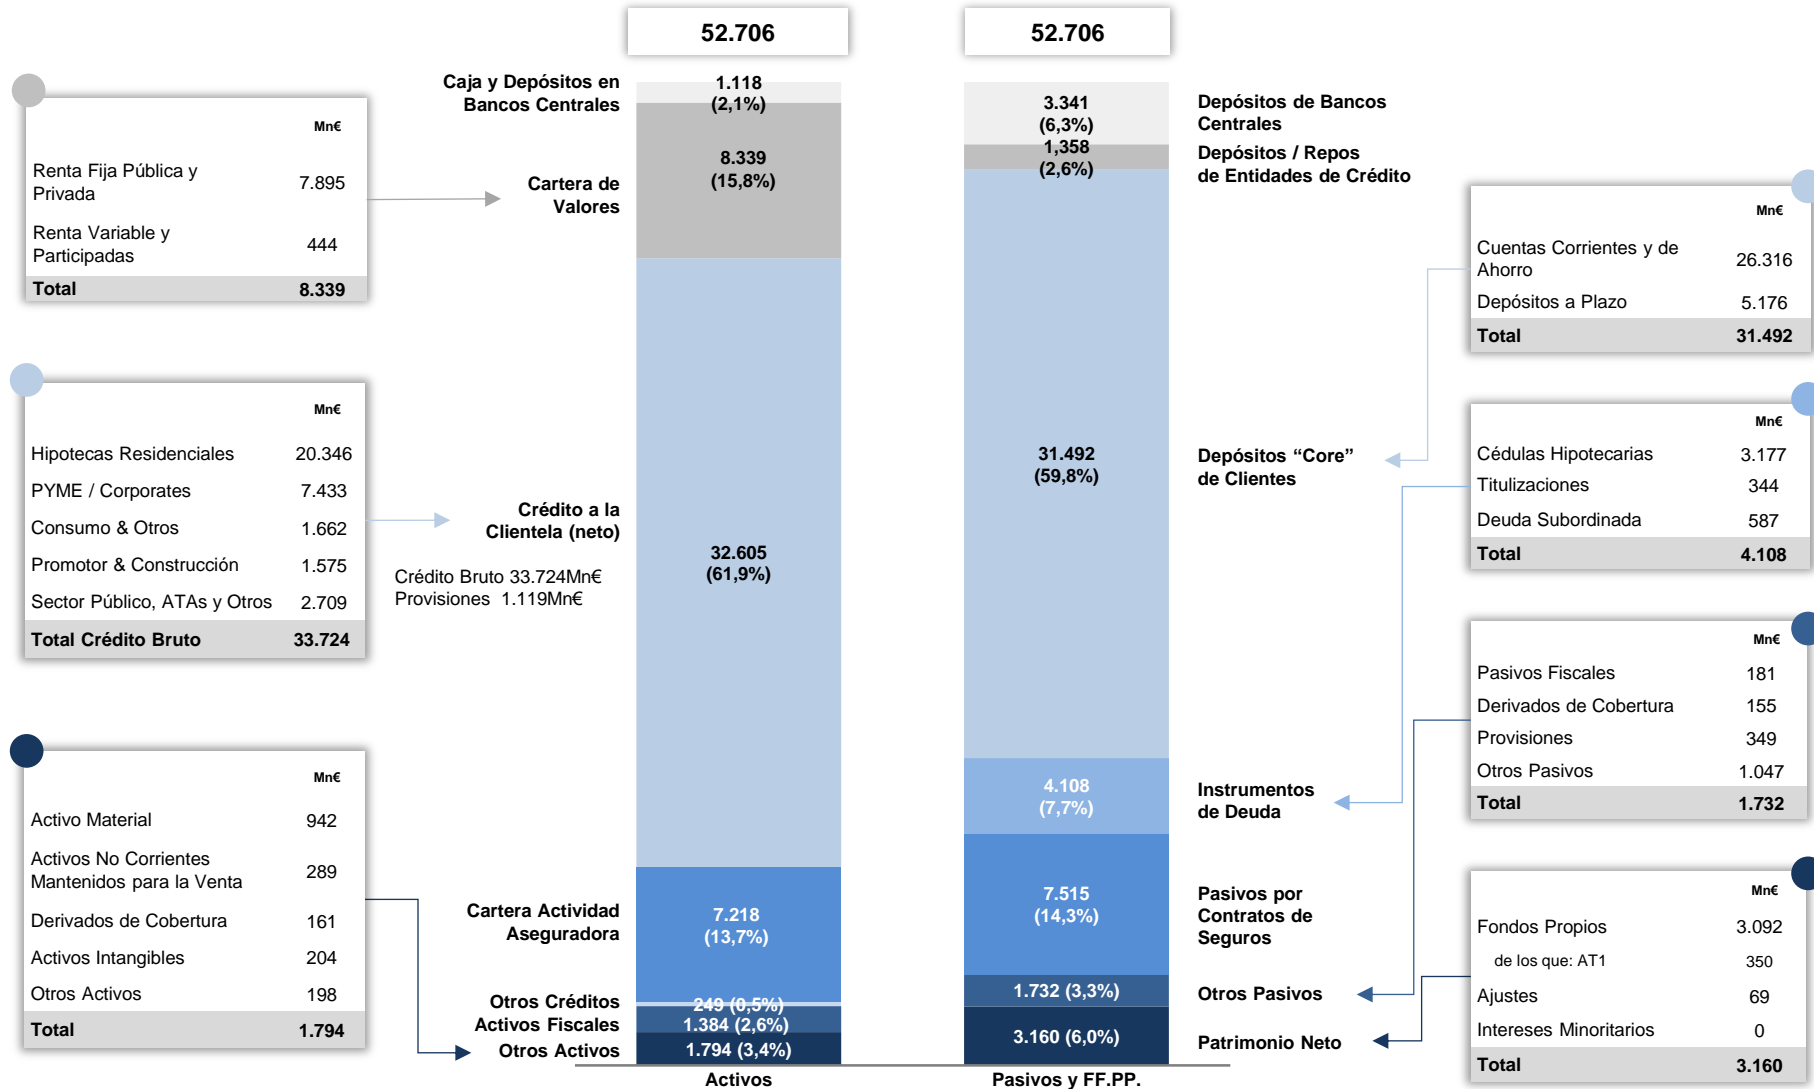 52.706
52.706
Mn€
Renta Fija Pública y
Privada
7.895
Renta Variable y
Participadas
444
Total 8.339
Mn€
Hipotecas Residenciales 20.346
PYME / Corporates 7.433
Consumo & Otros 1.662
Promotor & Construcción 1.575
Sector Público, ATAs y Otros 2.709
Total Crédito Bruto 33.724
Mn€
Activo Material 942
Activos No Corrientes
Mantenidos para la Venta
289
Derivados de Cobertura 161
Activos Intangibles 204
Otros Activos 198
Total 1.794
Caja y Depósitos en
Bancos Centrales
Cartera de
Valores
Crédito a la
Clientela (neto)
Crédito Bruto 33.724Mn€
Provisiones 1.119Mn€
Cartera Actividad
Aseguradora
Otros Créditos
Activos Fiscales
Otros Activos
1.118
(2,1%)
8.339
(15,8%)
32.605
(61,9%)
7.218
(13,7%)
249 (0,5%)
1.384 (2,6%)
1.794 (3,4%)
Activos
3.341
(6,3%)
1,358
(2,6%)
31.492
(59,8%)
4.108
(7,7%)
7.515
(14,3%)
1.732 (3,3%)
3.160 (6,0%)
Pasivos y FF.PP.
Depósitos de Bancos
Centrales
Depósitos / Repos
de Entidades de Crédito
Depósitos “Core”
de Clientes
Instrumentos
de Deuda
Pasivos por
Contratos de
Seguros
Otros Pasivos
Patrimonio Neto
Mn€
Cuentas Corrientes y de
Ahorro
26.316
Depósitos a Plazo 5.176
Total 31.492
Mn€
Cédulas Hipotecarias 3.177
Titulizaciones 344
Deuda Subordinada 587
Total 4.108
Mn€
Pasivos Fiscales 181
Derivados de Cobertura 155
Provisiones 349
Otros Pasivos 1.047
Total 1.732
Mn€
Fondos Propios 3.092
de los que: AT1 350
Ajustes 69
Intereses Minoritarios 0
Total 3.160